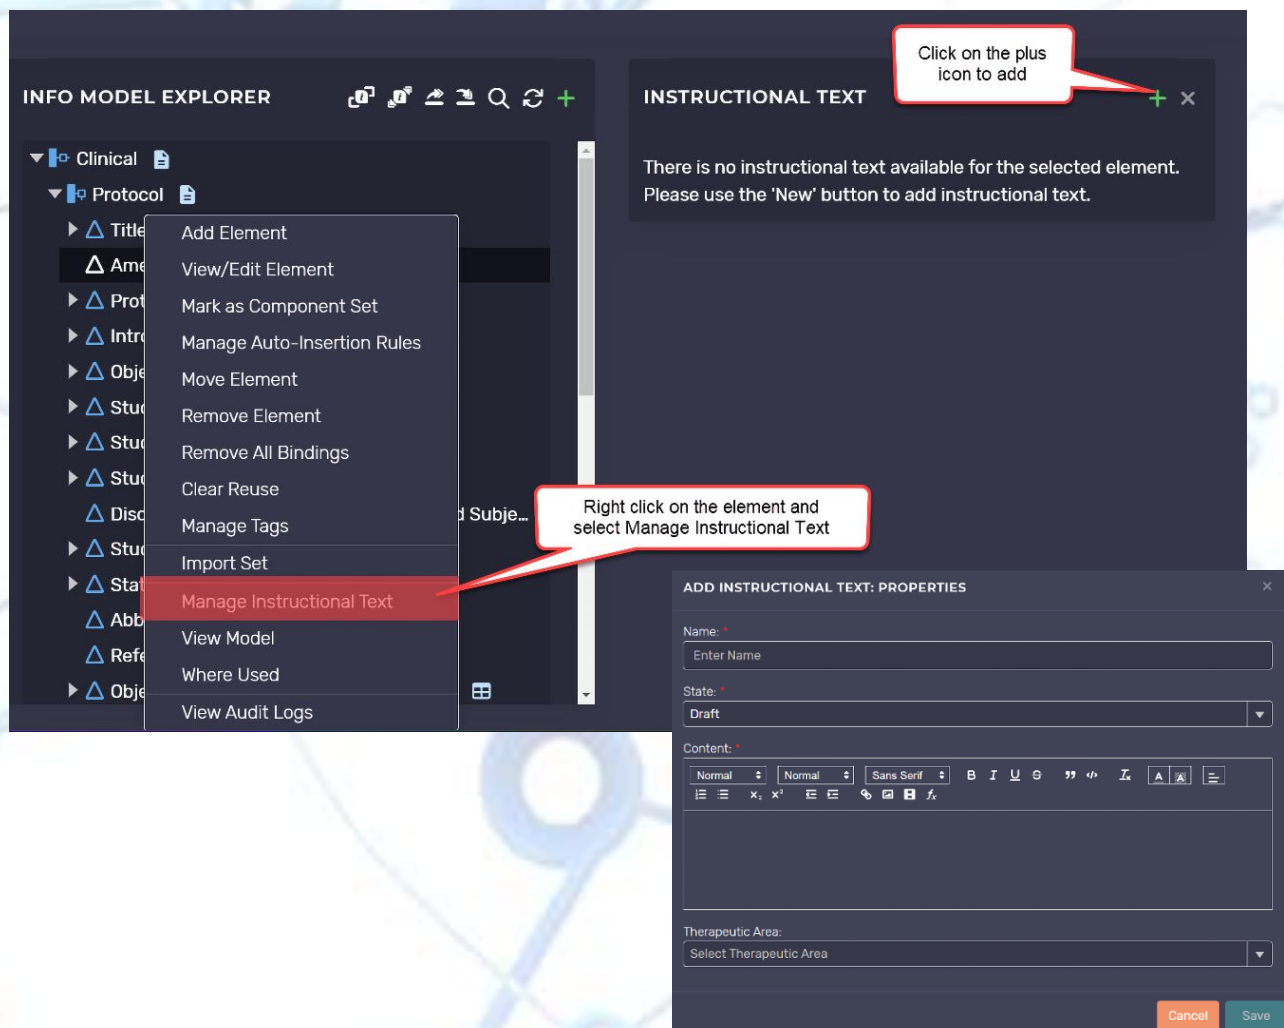 Click on the plus
icon to add
INFO MODEL EXPLORER
INSTRUCTIONAL TEXT
Clinical
Protocol
Title
Ame
Prot
Intro
Obje
Stud
Stud
Stud
Disc
d Subje...
Stud
Stat
Abb
Refe
Obje
Add Element
View/Edit Element
Mark as Component Set
Manage Auto-Insertion Rules
Move Element
Remove Element
Remove All Bindings
Clear Reuse
Manage Tags
Import Set
Manage Instructional Text
View Model
Where Used
View Audit Logs
There is no instructional text available for the selected element.
Please use the 'New' button to add instructional text.
Right click on the element and
select Manage Instructional Text
ADD INSTRUCTIONAL TEXT: PROPERTIES
Name: *
Enter Name
State: *
Draft
Content: *
Normal Normal Sans Serif B I U S
Therapeutic Area:
Select Therapeutic Area
Cancel Save